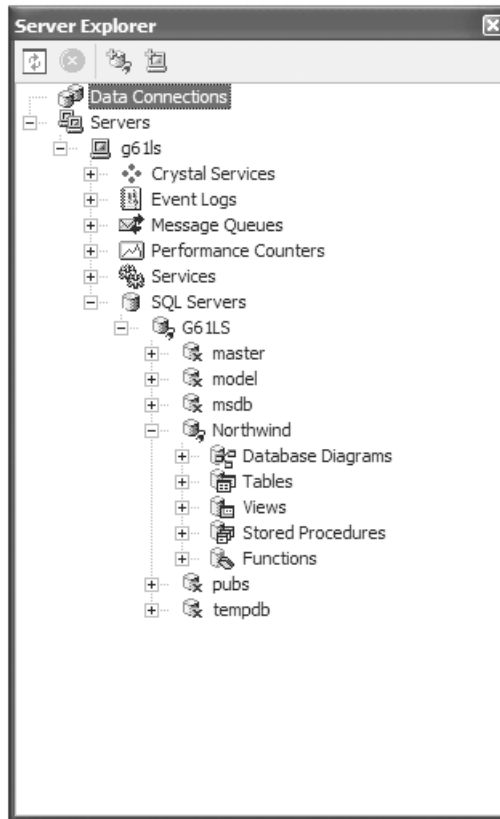 Server Explorer
Data Connections
Servers
g61ls
Crystal Services
Event Logs
Message Queues
Performance Counters
Services
SQL Servers
G61LS
master
model
msdb
Northwind
Database Diagrams
Tables
Views
Stored Procedures
Functions
pubs
tempdb